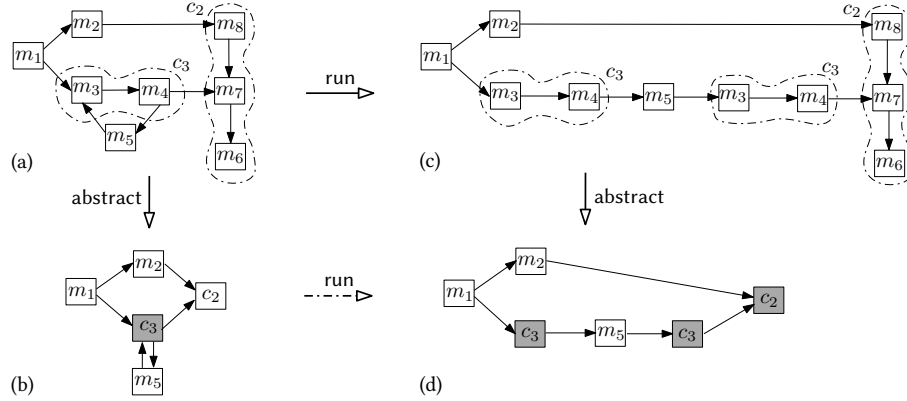 m₁
m₂
c₂
m₈
m₃
m₄
c₃
m₇
m₅
m₆
(a)
run
m₁
m₂
c₂
m₈
c₃
m₃
m₄
m₅
m₃
m₄
c₃
m₇
m₆
(c)
abstract
abstract
m₁
m₂
c₂
c₃
m₅
(b)
run
m₁
m₂
c₂
c₃
m₅
c₃
(d)